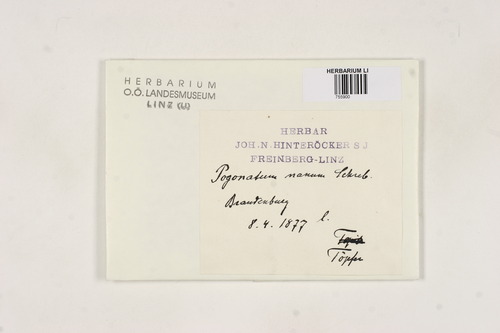 HERBARIUM
O.Ö. LANDESMUSEUM
LINZ (LI)
HERBARIUM LI
755900
HERBAR
JOH.N.HINTERÖCKER S J
FREINBERG-LINZ
Pogonatum nanum Schreb.
Brandenburg
8.4.1877 l.
Töpfer